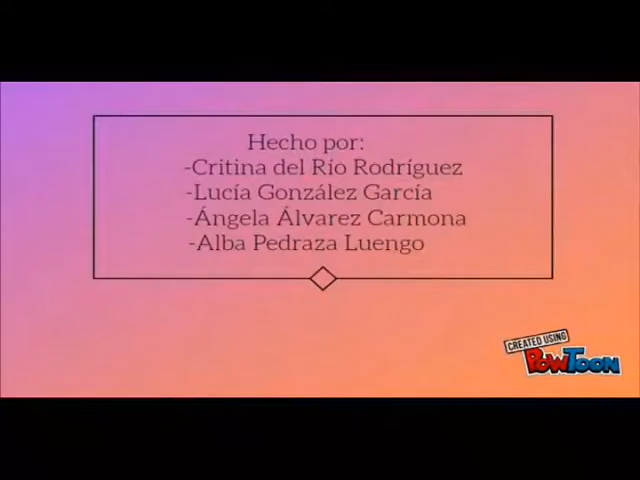 Hecho por:
-Critina del Río Rodríguez
-Lucía González García
-Ángela Álvarez Carmona
-Alba Pedraza Luengo
CREATED USING
PowToon